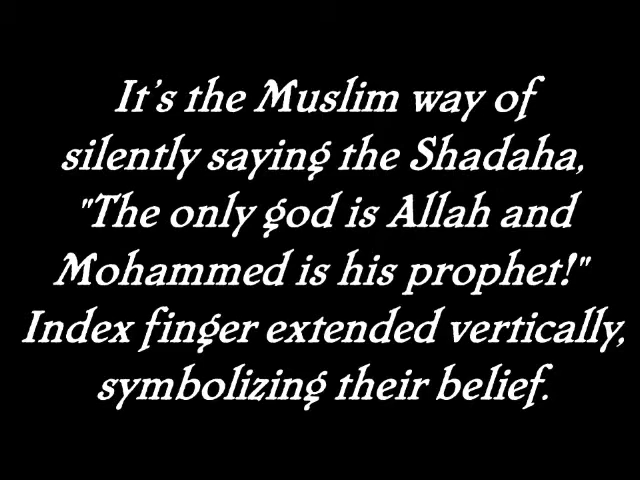 It's the Muslim way of
silently saying the Shadaha,
"The only god is Allah and
Mohammed is his prophet!"
Index finger extended vertically,
symbolizing their belief.